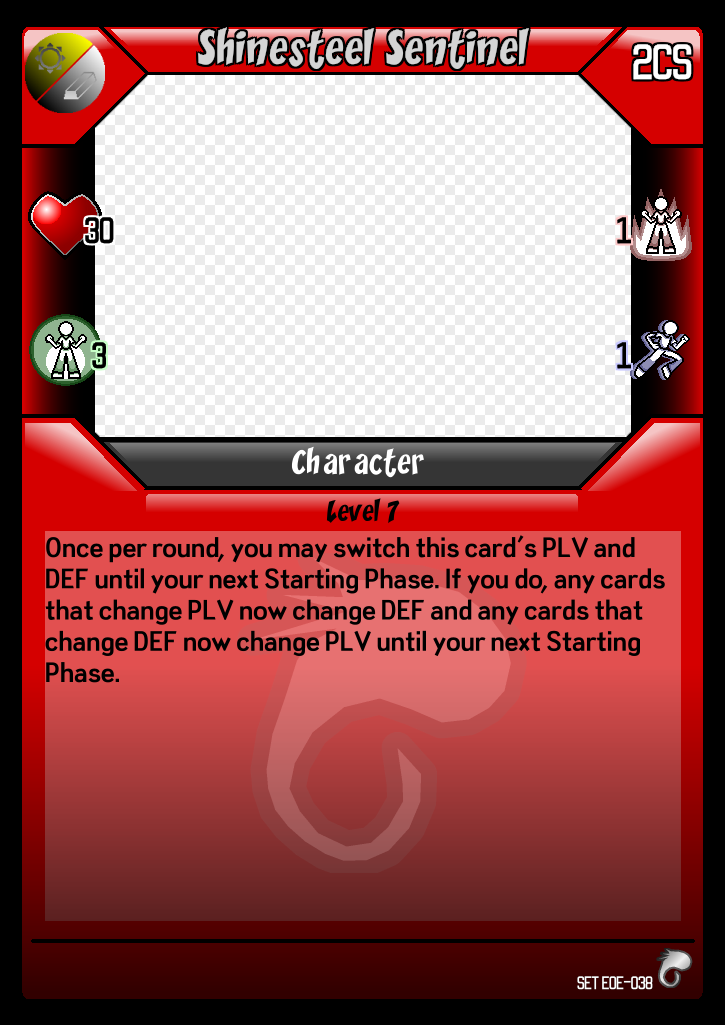 Shinesteel Sentinel
2CS
30
1
3
1
Character
Level 7
Once per round, you may switch this card's PLV and
DEF until your next Starting Phase. If you do, any cards
that change PLV now change DEF and any cards that
change DEF now change PLV until your next Starting
Phase.
SET EOE-038